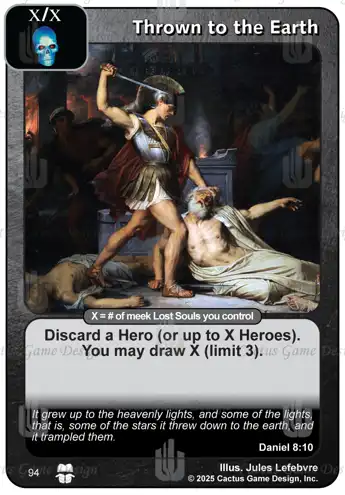 X/X
Thrown to the Earth
X = # of meek Lost Souls you control
Discard a Hero (or up to X Heroes).
You may draw X (limit 3).
It grew up to the heavenly lights, and some of the lights,
that is, some of the stars it threw down to the earth, and
it trampled them.
Daniel 8:10
94
Illus. Jules Lefebvre
© 2025 Cactus Game Design, Inc.